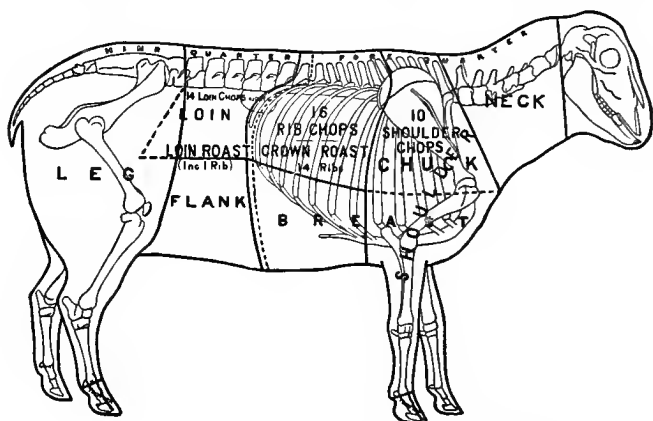 HIND QUARTER FORE QUARTER
14 LOIN CHOPS
LOIN
LOIN ROAST
(Inc 1 Rib)
16
RIB CHOPS
CROWN ROAST
14 Ribs
10
SHOULDER
CHOPS
CHUCK
NECK
LEG
FLANK
BREAST
SHOULDER